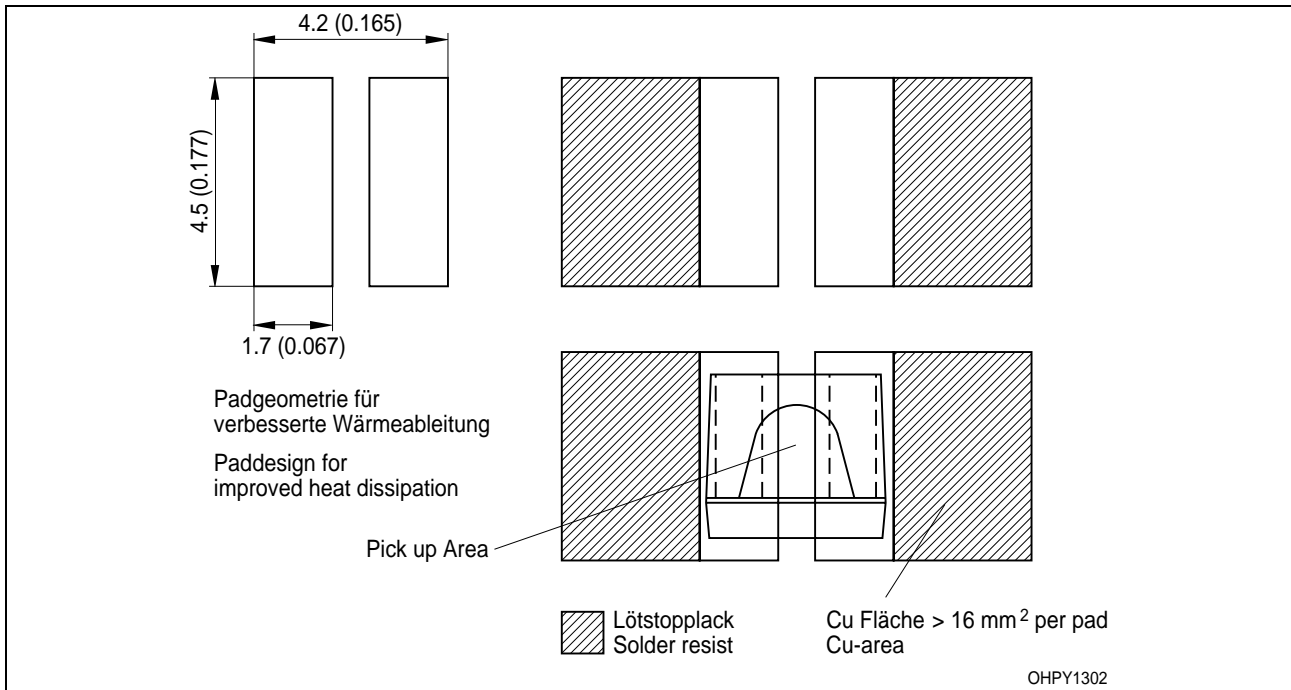 4.2 (0.165)
4.5 (0.177)
1.7 (0.067)
Padgeometrie für
verbesserte Wärmeableitung
Paddesign for
improved heat dissipation
Pick up Area
Lötstopplack
Solder resist
Cu Fläche > 16 mm² per pad
Cu-area
OHPY1302